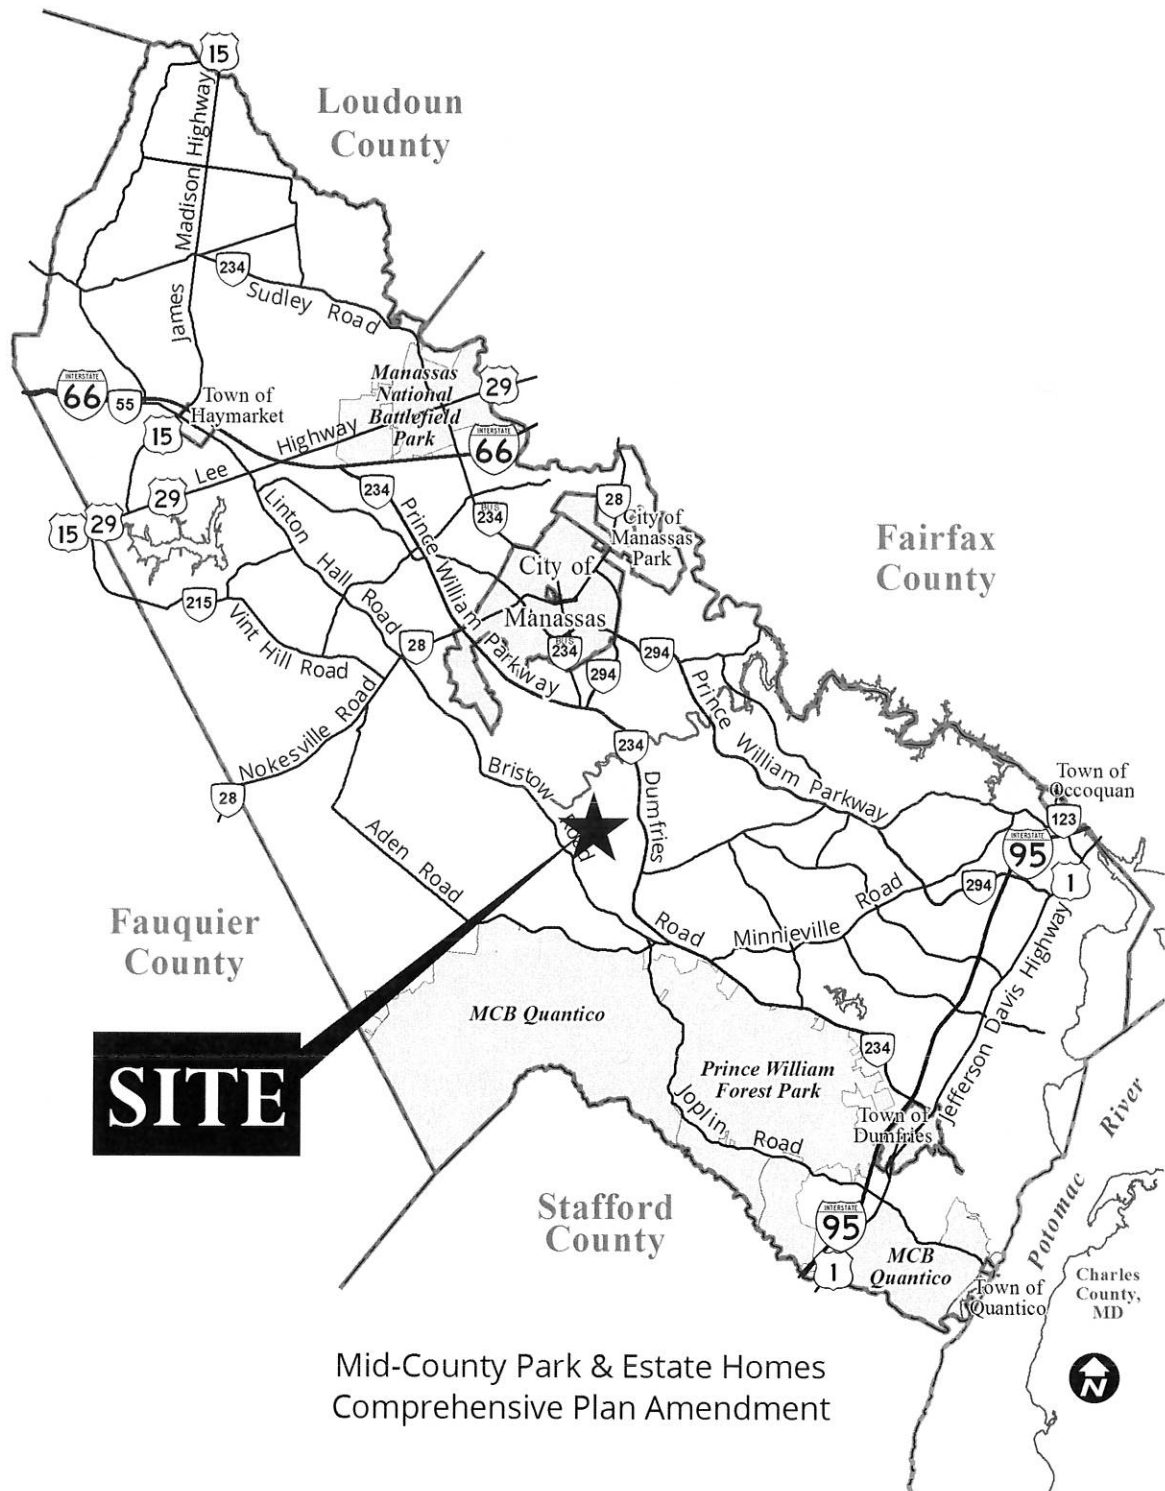 15
Loudoun
County
James Madison Highway
234
Sudley Road
INTERSTATE
66
55
Town of
Haymarket
Manassas
National
Battlefield
Park
29
15
Lee Highway
INTERSTATE
66
29
15
29
234
BUS
234
28
City of
Manassas
Park
Linton Hall Road
Prince William Parkway
Fairfax
County
City of
Manassas
215
Vint Hill Road
28
BUS
234
294
294
Nokesville Road
28
234
Prince William Parkway
Bristow Road
Dumfries Road
Town of
Occoquan
123
INTERSTATE
95
1
294
Aden Road
Minnieville Road
Fauquier
County
Jefferson Davis Highway
MCB Quantico
SITE
234
Prince William
Forest Park
Joplin Road
Town of
Dumfries
Potomac River
Stafford
County
INTERSTATE
95
1
MCB
Quantico
Town of
Quantico
Charles
County,
MD
Mid-County Park & Estate Homes
Comprehensive Plan Amendment
N